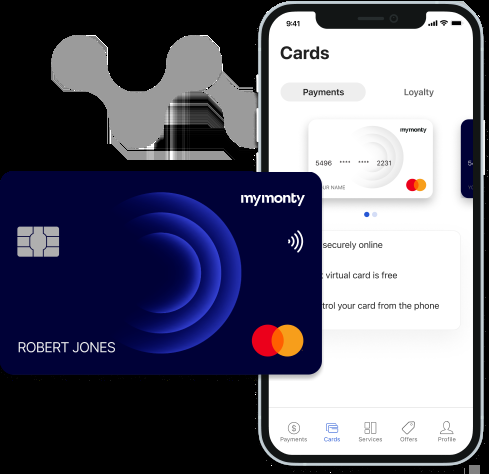 9:41
Cards
Payments
Loyalty
mymonty
5496 **** **** 2231
UR NAME
mymonty
securely online
virtual card is free
trol your card from the phone
ROBERT JONES
Payments
Cards
Services
Offers
Profile